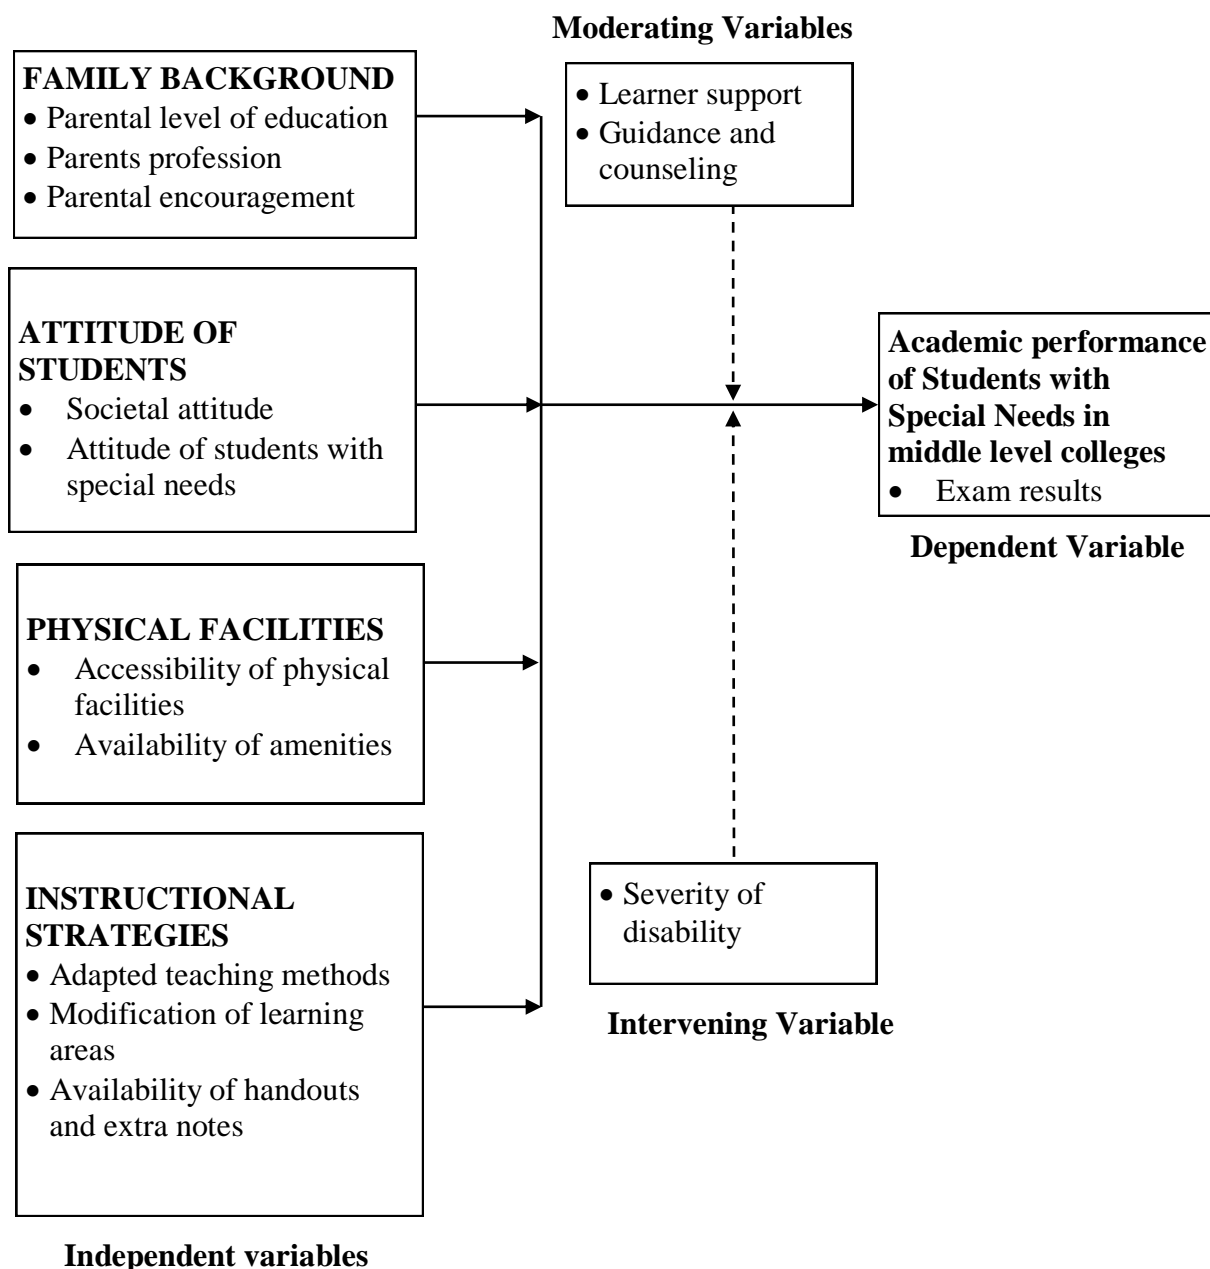 Moderating Variables
FAMILY BACKGROUND
• Parental level of education
• Parents profession
• Parental encouragement
• Learner support
• Guidance and
counseling
ATTITUDE OF
STUDENTS
• Societal attitude
• Attitude of students with
special needs
Academic performance
of Students with
Special Needs in
middle level colleges
• Exam results
Dependent Variable
PHYSICAL FACILITIES
• Accessibility of physical
facilities
• Availability of amenities
INSTRUCTIONAL
STRATEGIES
• Adapted teaching methods
• Modification of learning
areas
• Availability of handouts
and extra notes
• Severity of
disability
Intervening Variable
Independent variables